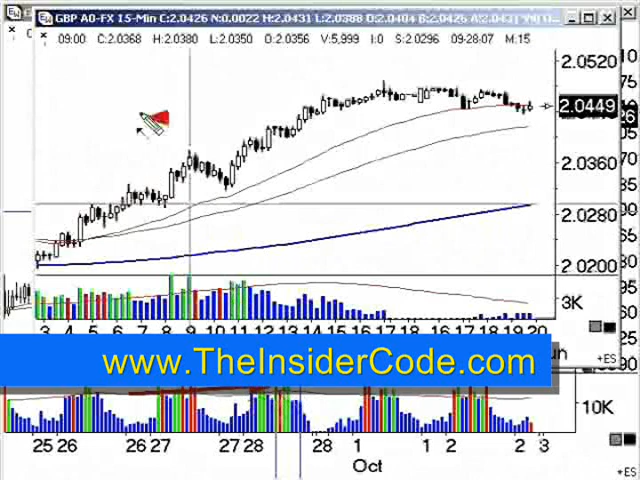 GBP A0-FX 15-Min C:2.0426 N:0.0022 H:2.0431 L:2.0388 D:2.0404 B:2.0426
09:00 C:2.0368 H:2.0380 L:2.0350 O:2.0356 V:5,999 I:0 S:2.0296 09-28-07 M:15
2.0520
2.0449
2.0360
2.0280
2.0200
3K
3 4 5 6 7 8 9 10 11 12 13 14 15 16 17 16 17 18 19 20
+ES
www.TheInsiderCode.com
10K
25 26 26 27 27 28 28 1 1 2 2 3
Oct
+ES